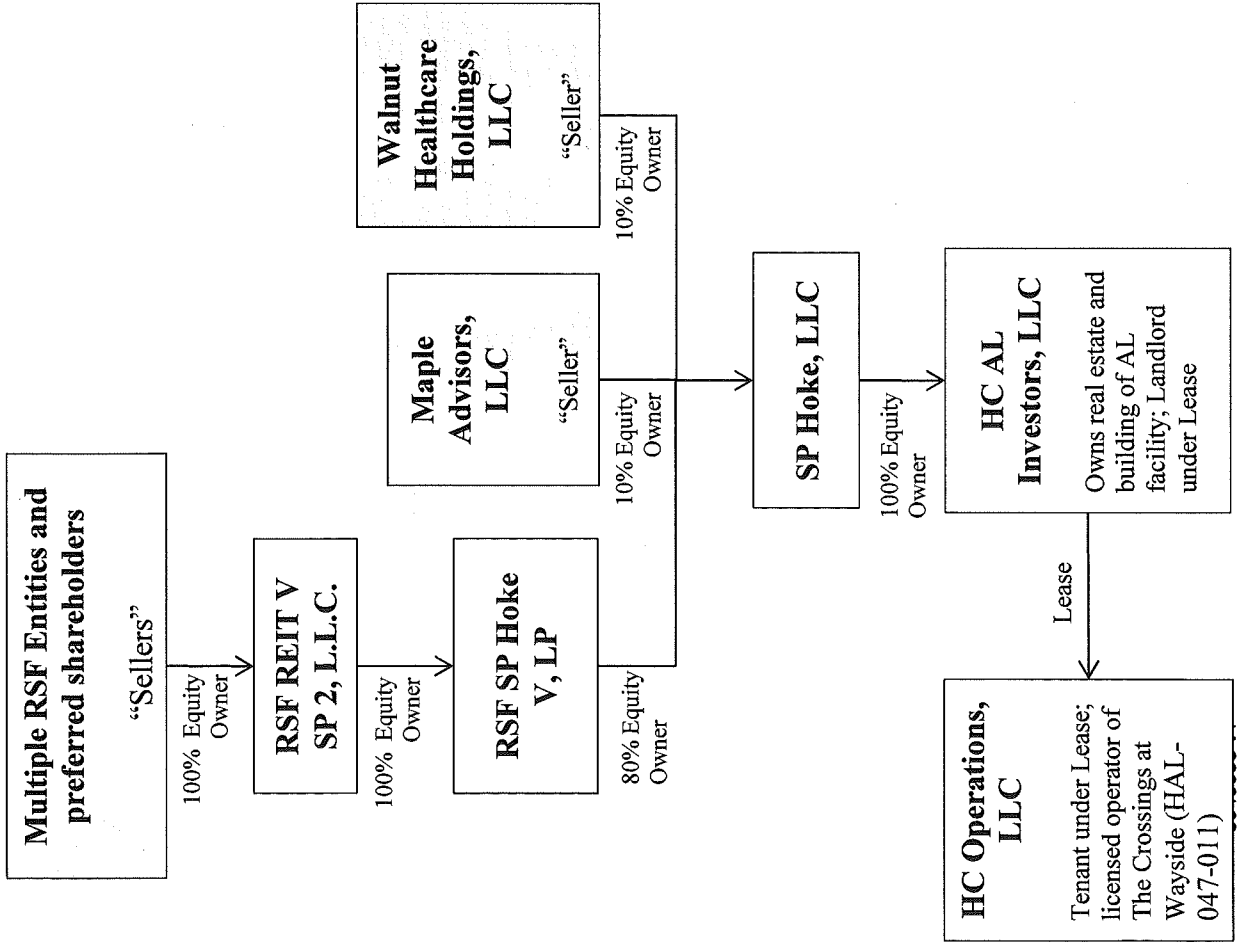 Multiple RSF Entities and
preferred shareholders
“Sellers”
100% Equity
Owner
RSF REIT V
SP 2, L.L.C.
100% Equity
Owner
RSF SP Hoke
V, LP
80% Equity
Owner
Maple
Advisors,
LLC
“Seller”
10% Equity
Owner
Walnut
Healthcare
Holdings,
LLC
“Seller”
10% Equity
Owner
SP Hoke, LLC
100% Equity
Owner
HC AL
Investors, LLC
Owns real estate and
building of AL
facility; Landlord
under Lease
Lease
HC Operations,
LLC
Tenant under Lease;
licensed operator of
The Crossings at
Wayside (HAL-
047-011)